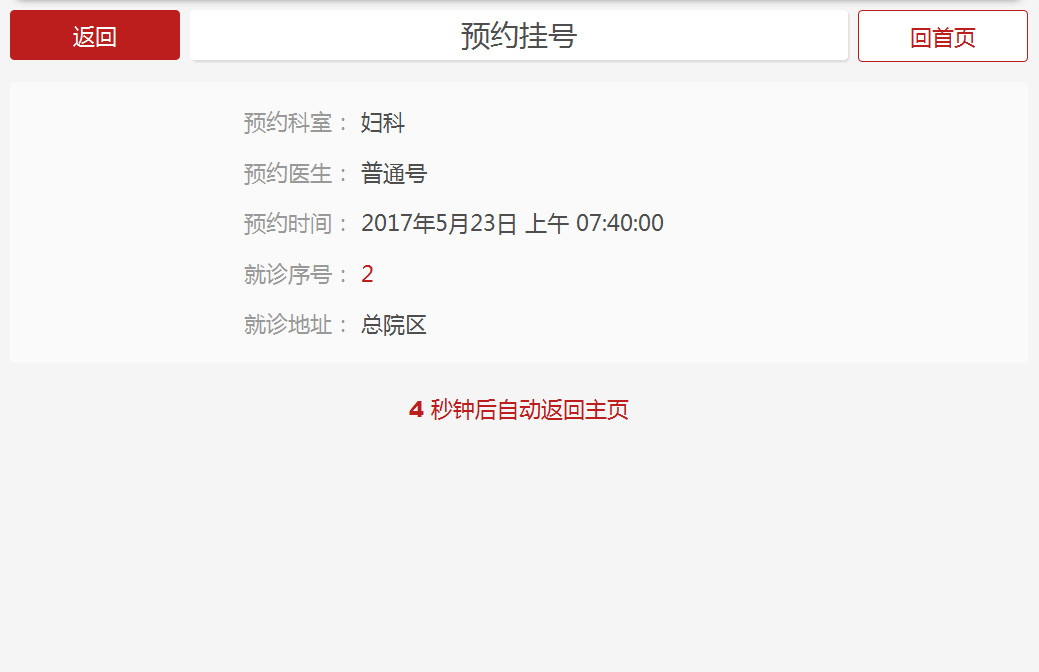 返回 预约挂号 回首页
预约科室： 妇科
预约医生： 普通号
预约时间： 2017年5月23日 上午 07:40:00
就诊序号： 2
就诊地址： 总院区
4 秒钟后自动返回主页